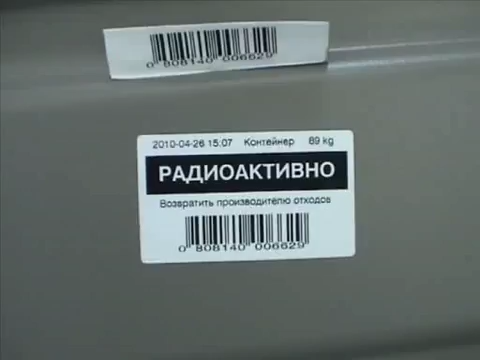 0 808140 006629
2010-04-26 15:07 Контейнер 89 kg
РАДИОАКТИВНО
Возвратить производителю отходов
0 808140 006629